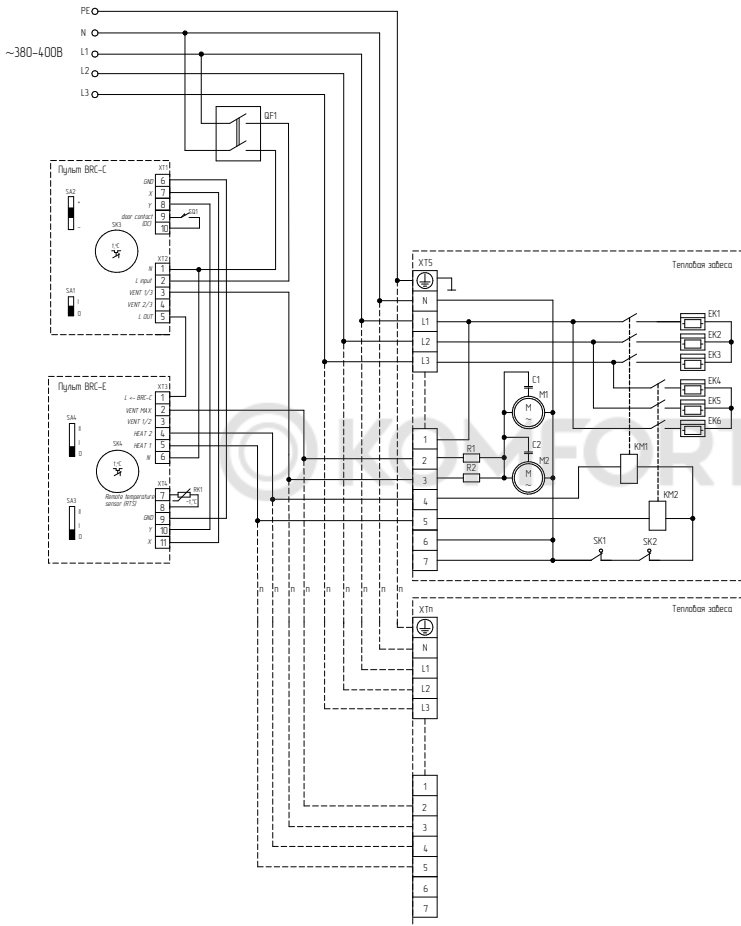 PE
N
~380-400В
L1
L2
L3
QF1
Пульт BRC-C
XT1
SA2
+
-
SK3
t,°C
GND 6
X 7
Y 8
door contact (DC) 9
SQ1
10
XT2
N 1
L input 2
VENT 1/3 3
VENT 2/3 4
L OUT 5
SA1
I
0
Пульт BRC-E
XT3
L <- BRC-C 1
VENT MAX 2
VENT 1/2 3
HEAT 2 4
HEAT 1 5
N 6
SA4
II
I
0
SK4
t,°C
XT4
Remote temperature
sensor (RTS)
7
RK1
-t,°C
8
GND 9
Y 10
X 11
SA3
II
I
0
n n n n n n n n n
XT5
Тепловая завеса
N
L1
L2
L3
EK1
EK2
EK3
EK4
EK5
EK6
C1
M1
M
~
C2
M2
M
~
R1
R2
KM1
KM2
SK1
SK2
1
2
3
4
5
6
7
KOMFORT
XTn
Тепловая завеса
N
L1
L2
L3
1
2
3
4
5
6
7